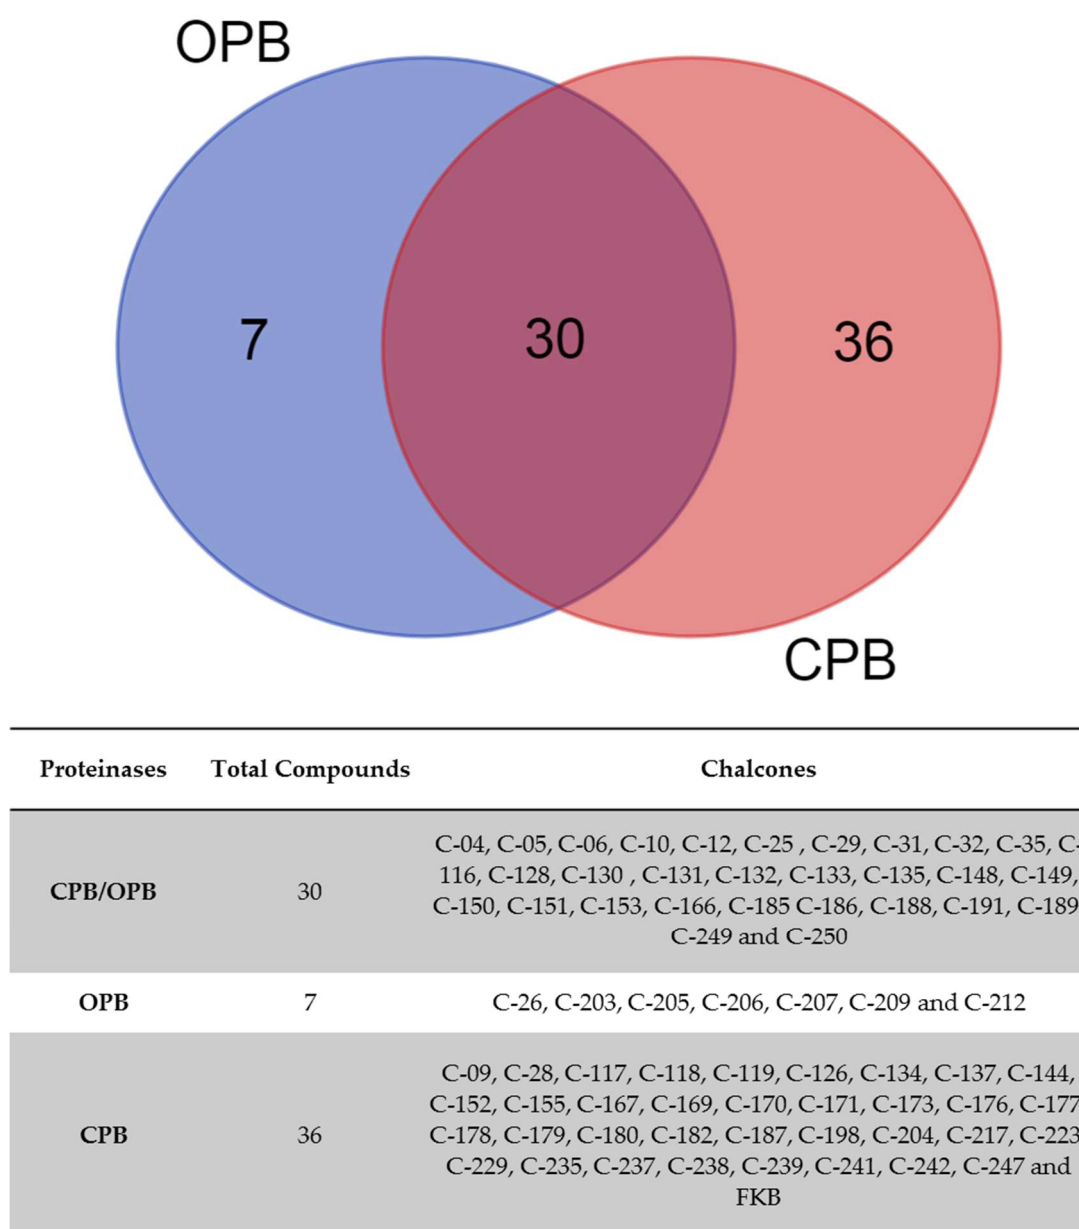 OPB
7
30
36
CPB
Proteinases Total Compounds Chalcones
C-04, C-05, C-06, C-10, C-12, C-25 , C-29, C-31, C-32, C-35, C-
116, C-128, C-130 , C-131, C-132, C-133, C-135, C-148, C-149,
CPB/OPB 30
C-150, C-151, C-153, C-166, C-185 C-186, C-188, C-191, C-189
C-249 and C-250
OPB 7 C-26, C-203, C-205, C-206, C-207, C-209 and C-212
C-09, C-28, C-117, C-118, C-119, C-126, C-134, C-137, C-144,
C-152, C-155, C-167, C-169, C-170, C-171, C-173, C-176, C-177
CPB 36 C-178, C-179, C-180, C-182, C-187, C-198, C-204, C-217, C-223
C-229, C-235, C-237, C-238, C-239, C-241, C-242, C-247 and
FKB